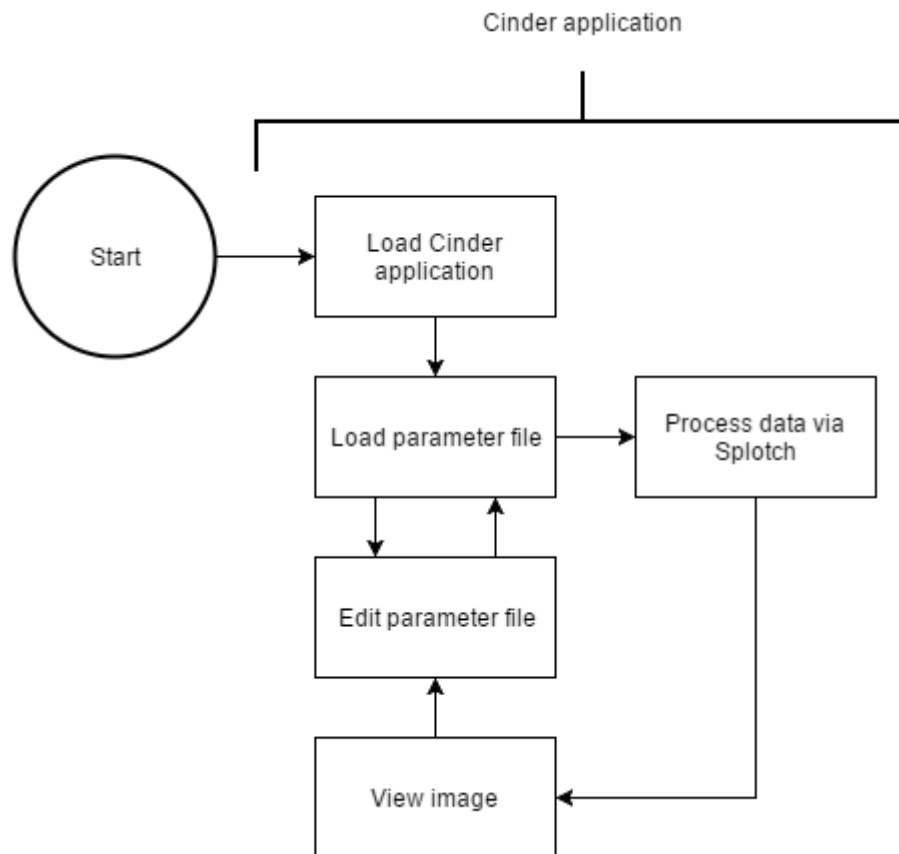 Cinder application
Start
Load Cinder
application
Load parameter file
Process data via
Splotch
Edit parameter file
View image